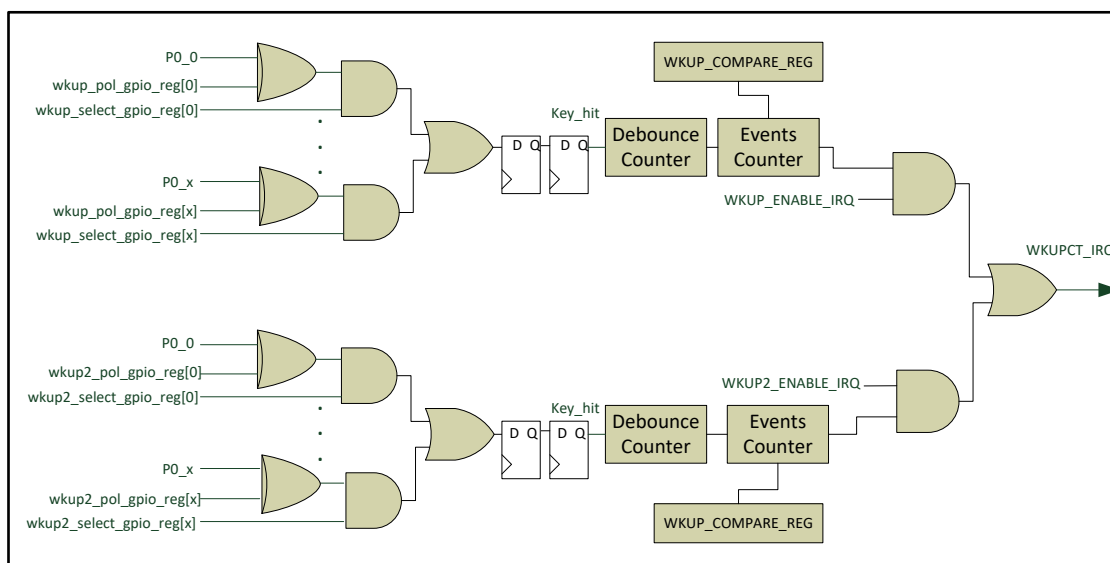 P0_0
wkup_pol_gpio_reg[0]
wkup_select_gpio_reg[0]
P0_x
wkup_pol_gpio_reg[x]
wkup_select_gpio_reg[x]
D Q
D Q
Key_hit
Debounce
Counter
WKUP_COMPARE_REG
Events
Counter
WKUP_ENABLE_IRQ
WKUPCT_IRQ
P0_0
wkup2_pol_gpio_reg[0]
wkup2_select_gpio_reg[0]
P0_x
wkup2_pol_gpio_reg[x]
wkup2_select_gpio_reg[x]
D Q
D Q
Key_hit
Debounce
Counter
WKUP2_ENABLE_IRQ
Events
Counter
WKUP_COMPARE_REG